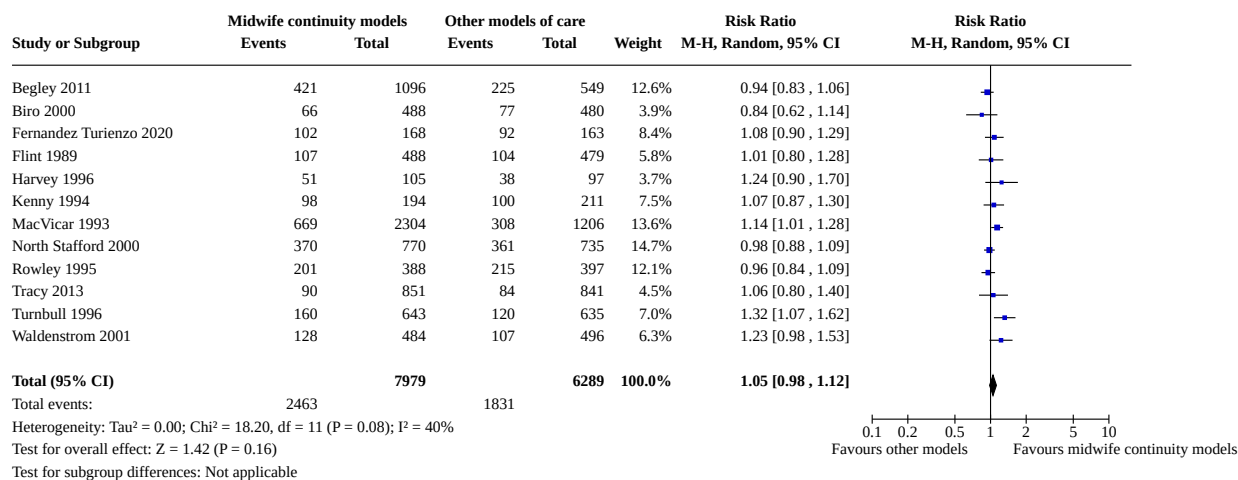 Midwife continuity models Other models of care Risk Ratio Risk Ratio
Study or Subgroup Events Total Events Total Weight M-H, Random, 95% CI M-H, Random, 95% CI
Begley 2011 421 1096 225 549 12.6% 0.94 [0.83 , 1.06]
Biro 2000 66 488 77 480 3.9% 0.84 [0.62 , 1.14]
Fernandez Turienzo 2020 102 168 92 163 8.4% 1.08 [0.90 , 1.29]
Flint 1989 107 488 104 479 5.8% 1.01 [0.80 , 1.28]
Harvey 1996 51 105 38 97 3.7% 1.24 [0.90 , 1.70]
Kenny 1994 98 194 100 211 7.5% 1.07 [0.87 , 1.30]
MacVicar 1993 669 2304 308 1206 13.6% 1.14 [1.01 , 1.28]
North Stafford 2000 370 770 361 735 14.7% 0.98 [0.88 , 1.09]
Rowley 1995 201 388 215 397 12.1% 0.96 [0.84 , 1.09]
Tracy 2013 90 851 84 841 4.5% 1.06 [0.80 , 1.40]
Turnbull 1996 160 643 120 635 7.0% 1.32 [1.07 , 1.62]
Waldenstrom 2001 128 484 107 496 6.3% 1.23 [0.98 , 1.53]
Total (95% CI) 7979 6289 100.0% 1.05 [0.98 , 1.12]
Total events: 2463 1831
Heterogeneity: Tau² = 0.00; Chi² = 18.20, df = 11 (P = 0.08); I² = 40%
0.1 0.2 0.5 1 2 5 10
Test for overall effect: Z = 1.42 (P = 0.16) Favours other models Favours midwife continuity models
Test for subgroup differences: Not applicable